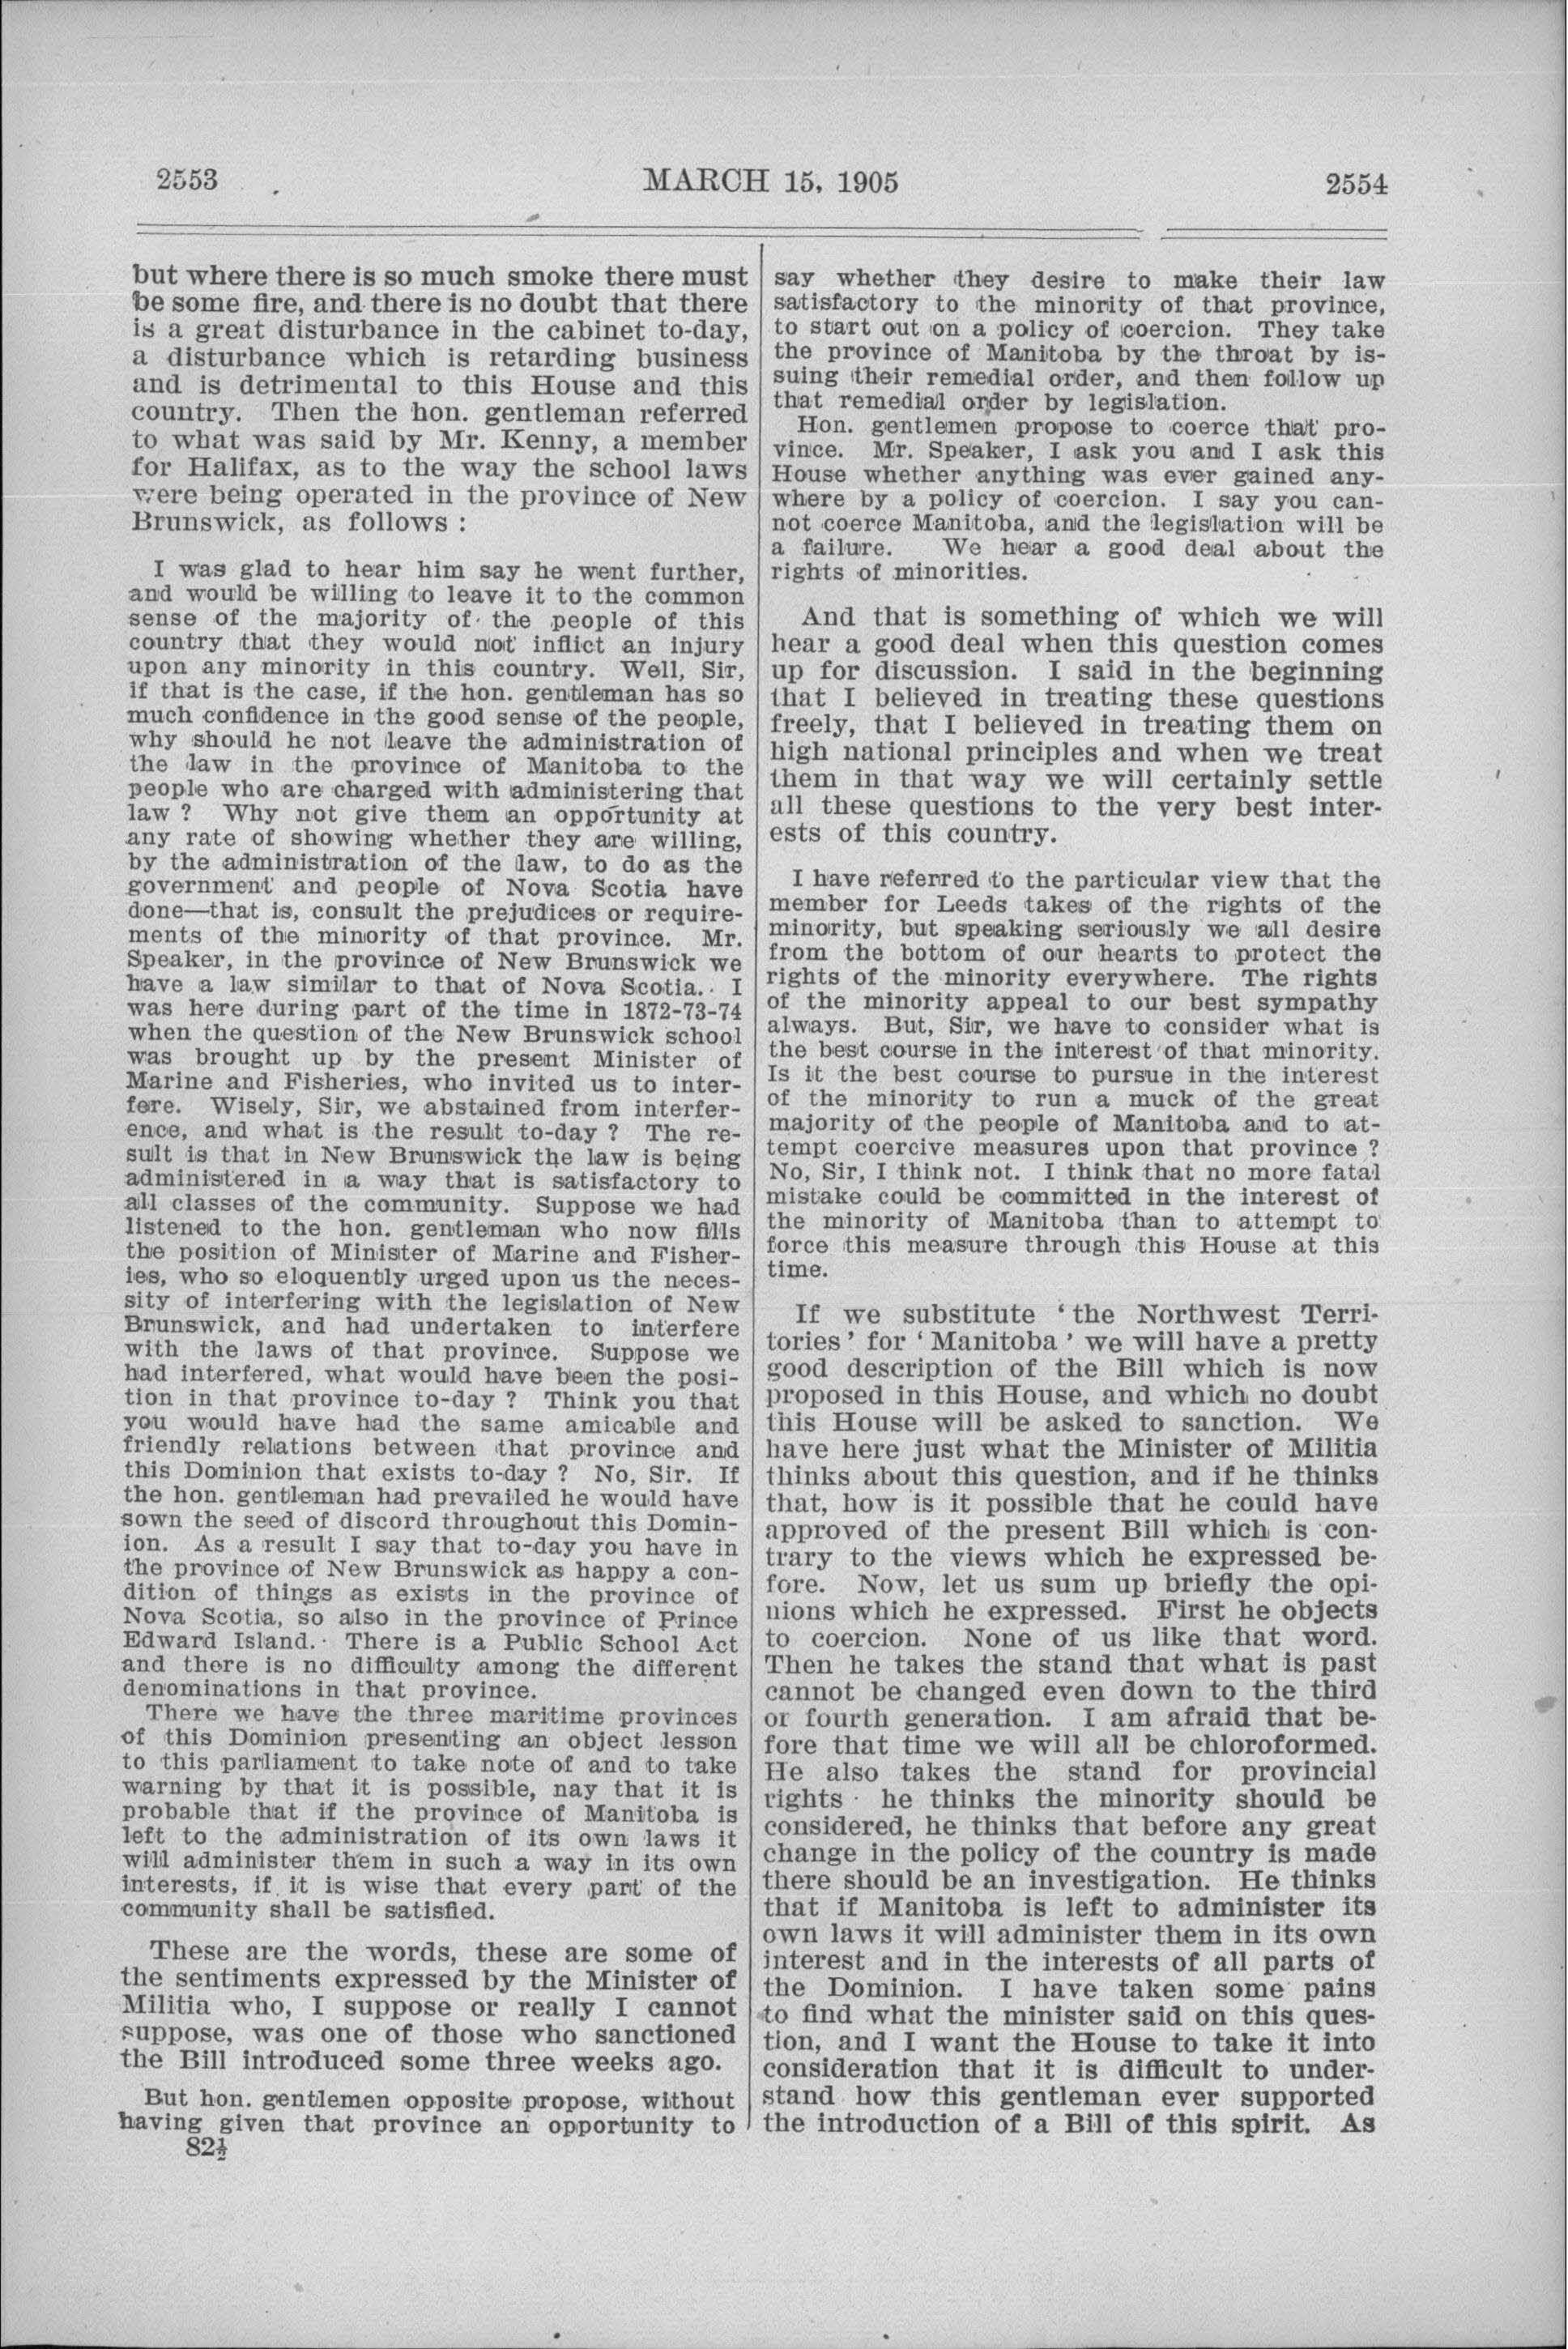 2553
MARCH 15, 1905
2554
but where there is so much smoke there must
be some fire, and there is no doubt that there
is a great disturbance in the cabinet to-day,
a disturbance which is retarding business
and is detrimental to this House and this
country. Then the hon. gentleman referred
to what was said by Mr. Kenny, a member
for Halifax, as to the way the school laws
were being operated in the province of New
Brunswick, as follows :
I was glad to hear him say he went further,
and would be willing to leave it to the common
sense of the majority of the people of this
country that they would not inflict an injury
upon any minority in this country. Well, Sir,
if that is the case, if the hon. gentleman has so
much confidence in the good sense of the people,
why should he not leave the administration of
the law in the province of Manitoba to the
people who are charged with administering that
law ? Why not give them an opportunity at
any rate of showing whether they are willing,
by the administration of the law, to do as the
government and people of Nova Scotia have
done—that is, consult the prejudices or require-
ments of the minority of that province. Mr.
Speaker, in the province of New Brunswick we
have a law similar to that of Nova Scotia. I
was here during part of the time in 1872-73-74
when the question of the New Brunswick school
was brought up by the present Minister of
Marine and Fisheries, who invited us to inter-
fere. Wisely, Sir, we abstained from interfer-
ence, and what is the result to-day ? The re-
sult is that in New Brunswick the law is being
administered in a way that is satisfactory to
all classes of the community. Suppose we had
listened to the hon. gentleman who now fills
the position of Minister of Marine and Fisher-
ies, who so eloquently urged upon us the neces-
sity of interfering with the legislation of New
Brunswick, and had undertaken to interfere
with the laws of that province. Suppose we
had interfered, what would have been the posi-
tion in that province to-day ? Think you that
you would have had the same amicable and
friendly relations between that province and
this Dominion that exists to-day ? No, Sir. If
the hon. gentleman had prevailed he would have
sown the seed of discord throughout this Domin-
ion. As a result I say that to-day you have in
the province of New Brunswick as happy a con-
dition of things as exists in the province of
Nova Scotia, so also in the province of Prince
Edward Island. There is a Public School Act
and there is no difficulty among the different
denominations in that province.
There we have the three maritime provinces
of this Dominion presenting an object lesson
to this parliament to take note of and to take
warning by that it is possible, nay that it is
probable that if the province of Manitoba is
left to the administration of its own laws it
will administer them in such a way in its own
interests, if it is wise that every part of the
community shall be satisfied.
These are the words, these are some of
the sentiments expressed by the Minister of
Militia who, I suppose or really I cannot
suppose, was one of those who sanctioned
the Bill introduced some three weeks ago.
But hon. gentlemen opposite propose, without
having given that province an opportunity to
82½
say whether they desire to make their law
satisfactory to the minority of that province,
to start out on a policy of coercion. They take
the province of Manitoba by the throat by is-
suing their remedial order, and then follow up
that remedial order by legislation.
Hon. gentlemen propose to coerce that pro-
vince. Mr. Speaker, I ask you and I ask this
House whether anything was ever gained any-
where by a policy of coercion. I say you can-
not coerce Manitoba, and the legislation will be
a failure. We hear a good deal about the
rights of minorities.
And that is something of which we will
hear a good deal when this question comes
up for discussion. I said in the beginning
that I believed in treating these questions
freely, that I believed in treating them on
high national principles and when we treat
them in that way we will certainly settle
all these questions to the very best inter-
ests of this country.
I have referred to the particular view that the
member for Leeds takes of the rights of the
minority, but speaking seriously we all desire
from the bottom of our hearts to protect the
rights of the minority everywhere. The rights
of the minority appeal to our best sympathy
always. But, Sir, we have to consider what is
the best course in the interest of that minority.
Is it the best course to pursue in the interest
of the minority to run a muck of the great
majority of the people of Manitoba and to at-
tempt coercive measures upon that province ?
No, Sir, I think not. I think that no more fatal
mistake could be committed in the interest of
the minority of Manitoba than to attempt to
force this measure through this House at this
time.
If we substitute ‘ the Northwest Terri-
tories ’ for ‘ Manitoba ’ we will have a pretty
good description of the Bill which is now
proposed in this House, and which no doubt
this House will be asked to sanction. We
have here just what the Minister of Militia
thinks about this question, and if he thinks
that, how is it possible that he could have
approved of the present Bill which is con-
trary to the views which he expressed be-
fore. Now, let us sum up briefly the opi-
nions which he expressed. First he objects
to coercion. None of us like that word.
Then he takes the stand that what is past
cannot be changed even down to the third
or fourth generation. I am afraid that be-
fore that time we will all be chloroformed.
He also takes the stand for provincial
rights · he thinks the minority should be
considered, he thinks that before any great
change in the policy of the country is made
there should be an investigation. He thinks
that if Manitoba is left to administer its
own laws it will administer them in its own
interest and in the interests of all parts of
the Dominion. I have taken some pains
to find what the minister said on this ques-
tion, and I want the House to take it into
consideration that it is difficult to under-
stand how this gentleman ever supported
the introduction of a Bill of this spirit. As